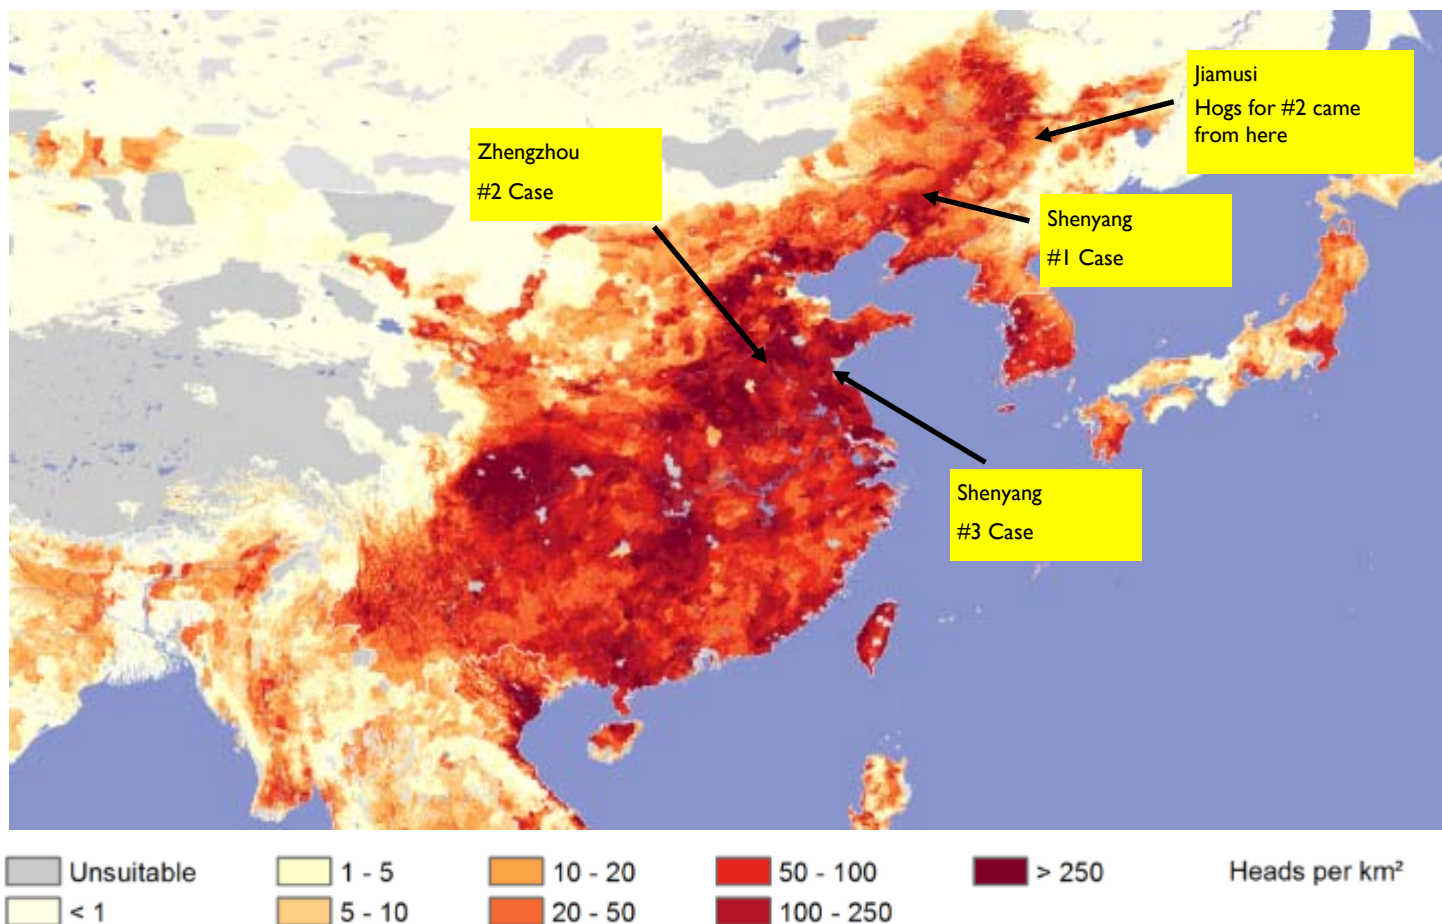 Jiamusi
Hogs for #2 came
from here
Zhengzhou
#2 Case
Shenyang
#1 Case
Shenyang
#3 Case
Unsuitable
1 - 5
10 - 20
50 - 100
> 250
Heads per km²
< 1
5 - 10
20 - 50
100 - 250